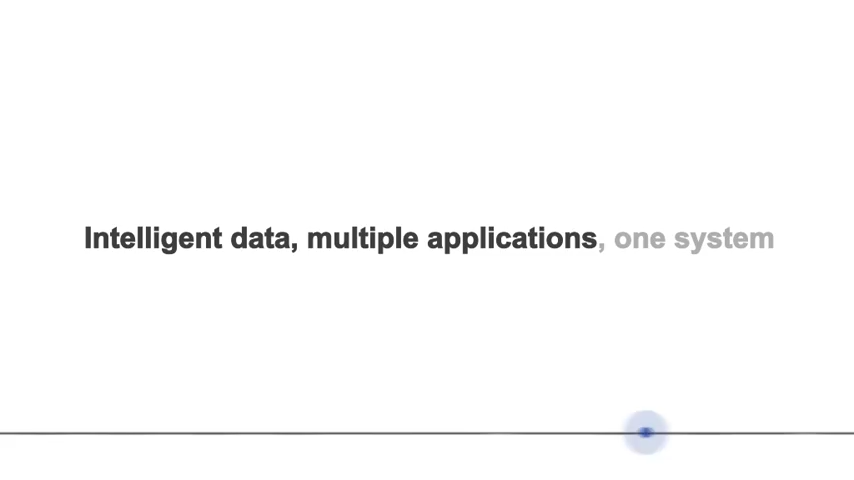 Intelligent data, multiple applications, one system